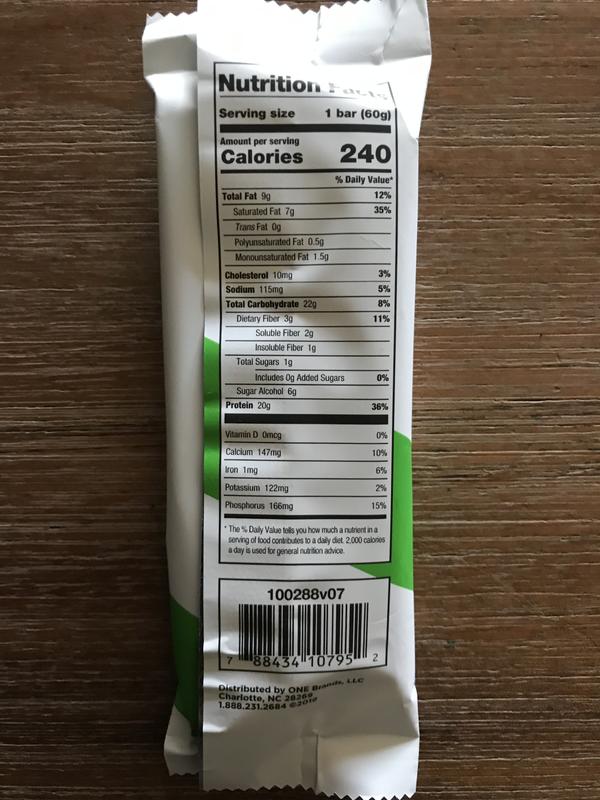 Nutrition Facts
Serving size 1 bar (60g)
Amount per serving
Calories 240
% Daily Value*
Total Fat 9g 12%
Saturated Fat 7g 35%
Trans Fat 0g
Polyunsaturated Fat 0.5g
Monounsaturated Fat 1.5g
Cholesterol 10mg 3%
Sodium 115mg 5%
Total Carbohydrate 22g 8%
Dietary Fiber 3g 11%
Soluble Fiber 2g
Insoluble Fiber 1g
Total Sugars 1g
Includes 0g Added Sugars 0%
Sugar Alcohol 6g
Protein 20g 36%
Vitamin D 0mcg 0%
Calcium 147mg 10%
Iron 1mg 6%
Potassium 122mg 2%
Phosphorus 166mg 15%
* The % Daily Value tells you how much a nutrient in a
serving of food contributes to a daily diet. 2,000 calories
a day is used for general nutrition advice.
100288v07
7 88434 10795 2
Distributed by ONE Brands, LLC
Charlotte, NC 28269
1.888.231.2684 ©2019